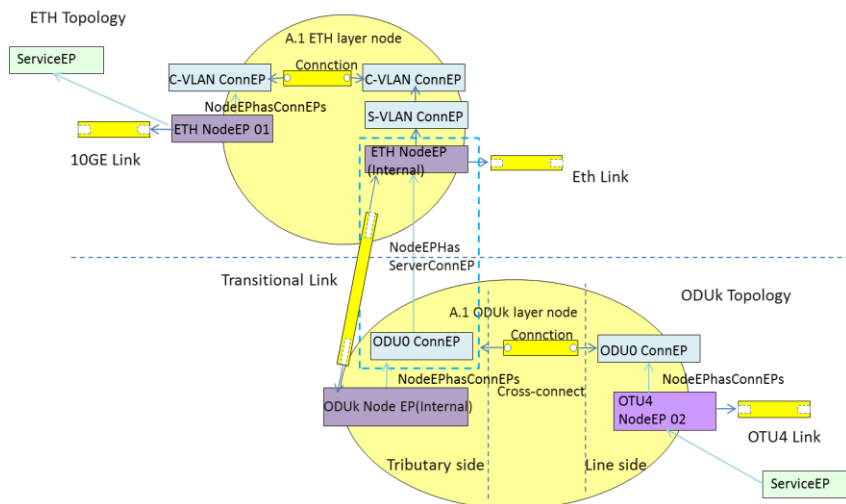 ETH Topology
A.1 ETH layer node
ServiceEP
C-VLAN ConnEP
Connction
C-VLAN ConnEP
NodeEPhasConnEPs
S-VLAN ConnEP
ETH NodeEP 01
10GE Link
ETH NodeEP
(Internal)
Eth Link
NodeEPHas
ServerConnEP
Transitional Link
ODUk Topology
A.1 ODUk layer node
Connction
ODU0 ConnEP
ODU0 ConnEP
NodeEPhasConnEPs
Cross-connect
NodeEPhasConnEPs
ODUk Node EP(Internal)
OTU4
NodeEP 02
OTU4 Link
Tributary side
Line side
ServiceEP